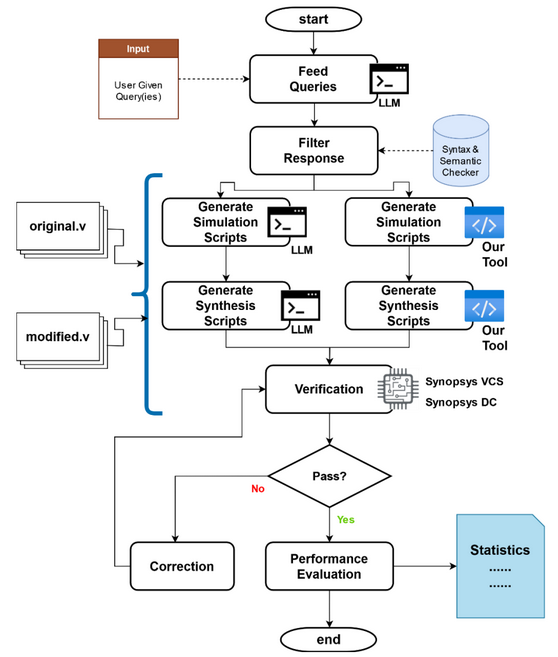 start
Input
User Given
Query(ies)
Feed
Queries
>_
LLM
Filter
Response
Syntax &
Semantic
Checker
original.v
modified.v
Generate
Simulation
Scripts
>_
LLM
Generate
Simulation
Scripts
</>
Our
Tool
Generate
Synthesis
Scripts
>_
LLM
Generate
Synthesis
Scripts
</>
Our
Tool
Verification
Synopsys VCS
Synopsys DC
Pass?
No
Yes
Correction
Performance
Evaluation
Statistics
......
......
end